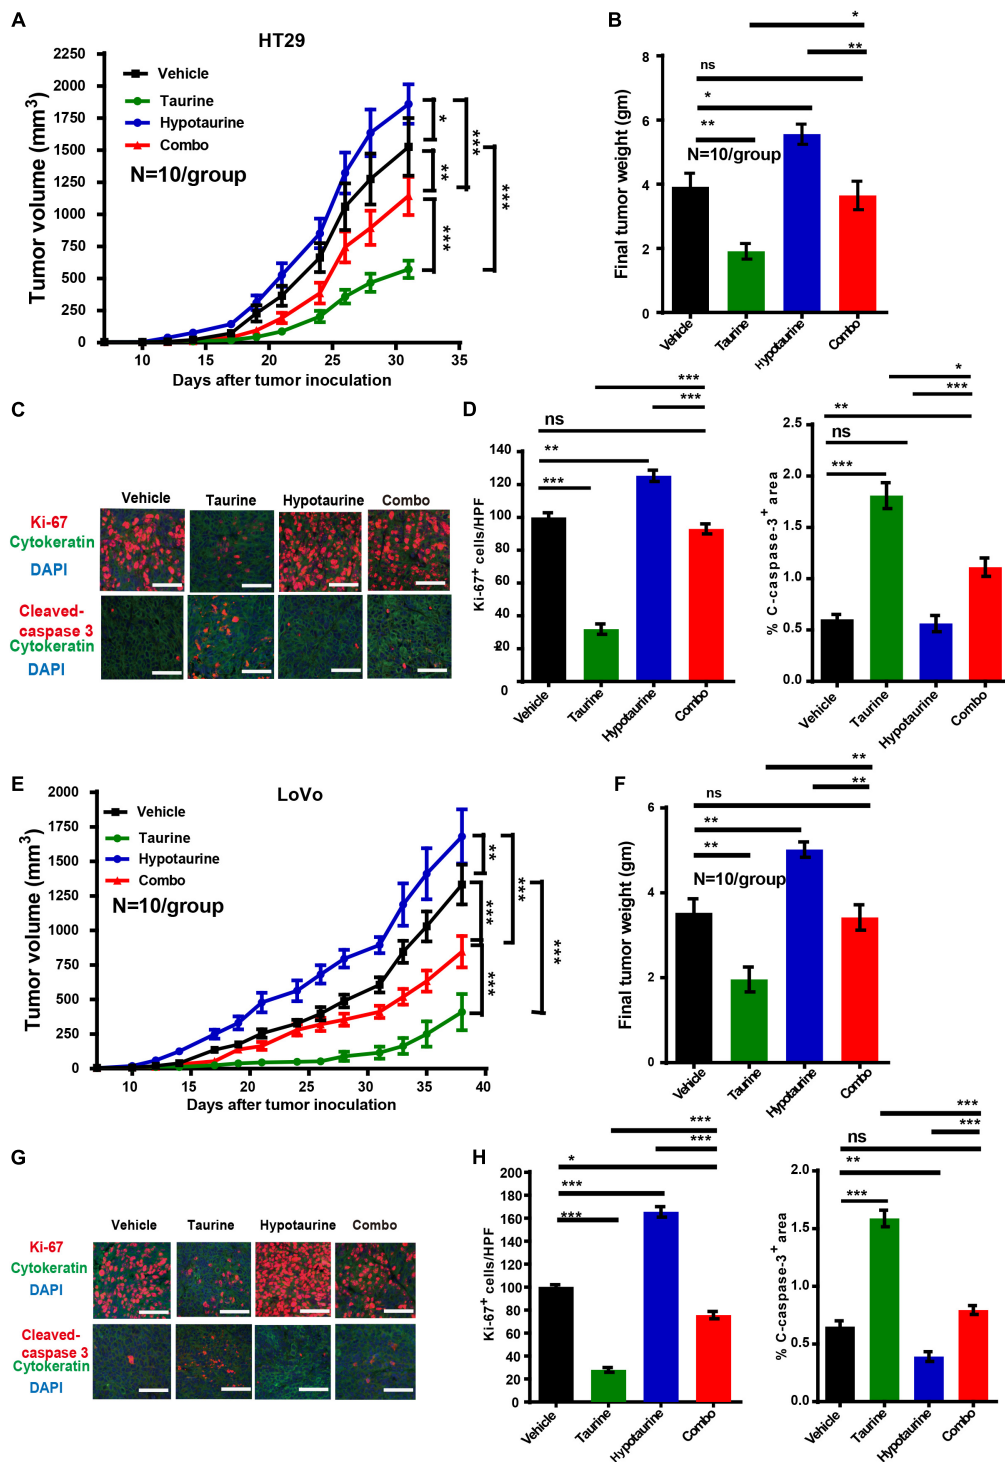 A
HT29
Tumor volume (mm3)
2250
2000
1750
1500
1250
1000
750
500
250
0
10
15
20
25
30
35
Days after tumor inoculation
Vehicle
Taurine
Hypotaurine
Combo
N=10/group
*
**
***
***
***
B
Final tumor weight (gm)
8
6
4
2
0
*
**
ns
*
**
N=10/group
Vehicle
Taurine
Hypotaurine
Combo
C
Vehicle
Taurine
Hypotaurine
Combo
Ki-67
Cytokeratin
DAPI
Cleaved-
caspase 3
Cytokeratin
DAPI
D
Ki-67+ cells/HPF
140
120
100
80
60
40
20
0
***
***
ns
**
***
Vehicle
Taurine
Hypotaurine
Combo
% C-caspase-3+ area
2.5
2.0
1.5
1.0
0.5
0.0
*
***
**
ns
***
Vehicle
Taurine
Hypotaurine
Combo
E
LoVo
Tumor volume (mm3)
2000
1750
1500
1250
1000
750
500
250
0
10
15
20
25
30
35
40
Days after tumor inoculation
Vehicle
Taurine
Hypotaurine
Combo
N=10/group
**
***
***
***
***
F
Final tumor weight (gm)
6
4
2
0
**
**
ns
**
**
N=10/group
Vehicle
Taurine
Hypotaurine
Combo
G
Vehicle
Taurine
Hypotaurine
Combo
Ki-67
Cytokeratin
DAPI
Cleaved-
caspase 3
Cytokeratin
DAPI
H
Ki-67+ cells/HPF
200
180
160
140
120
100
80
60
40
20
0
***
***
*
***
***
Vehicle
Taurine
Hypotaurine
Combo
% C-caspase-3+ area
2.0
1.5
1.0
0.5
0.0
***
***
ns
**
***
Vehicle
Taurine
Hypotaurine
Combo